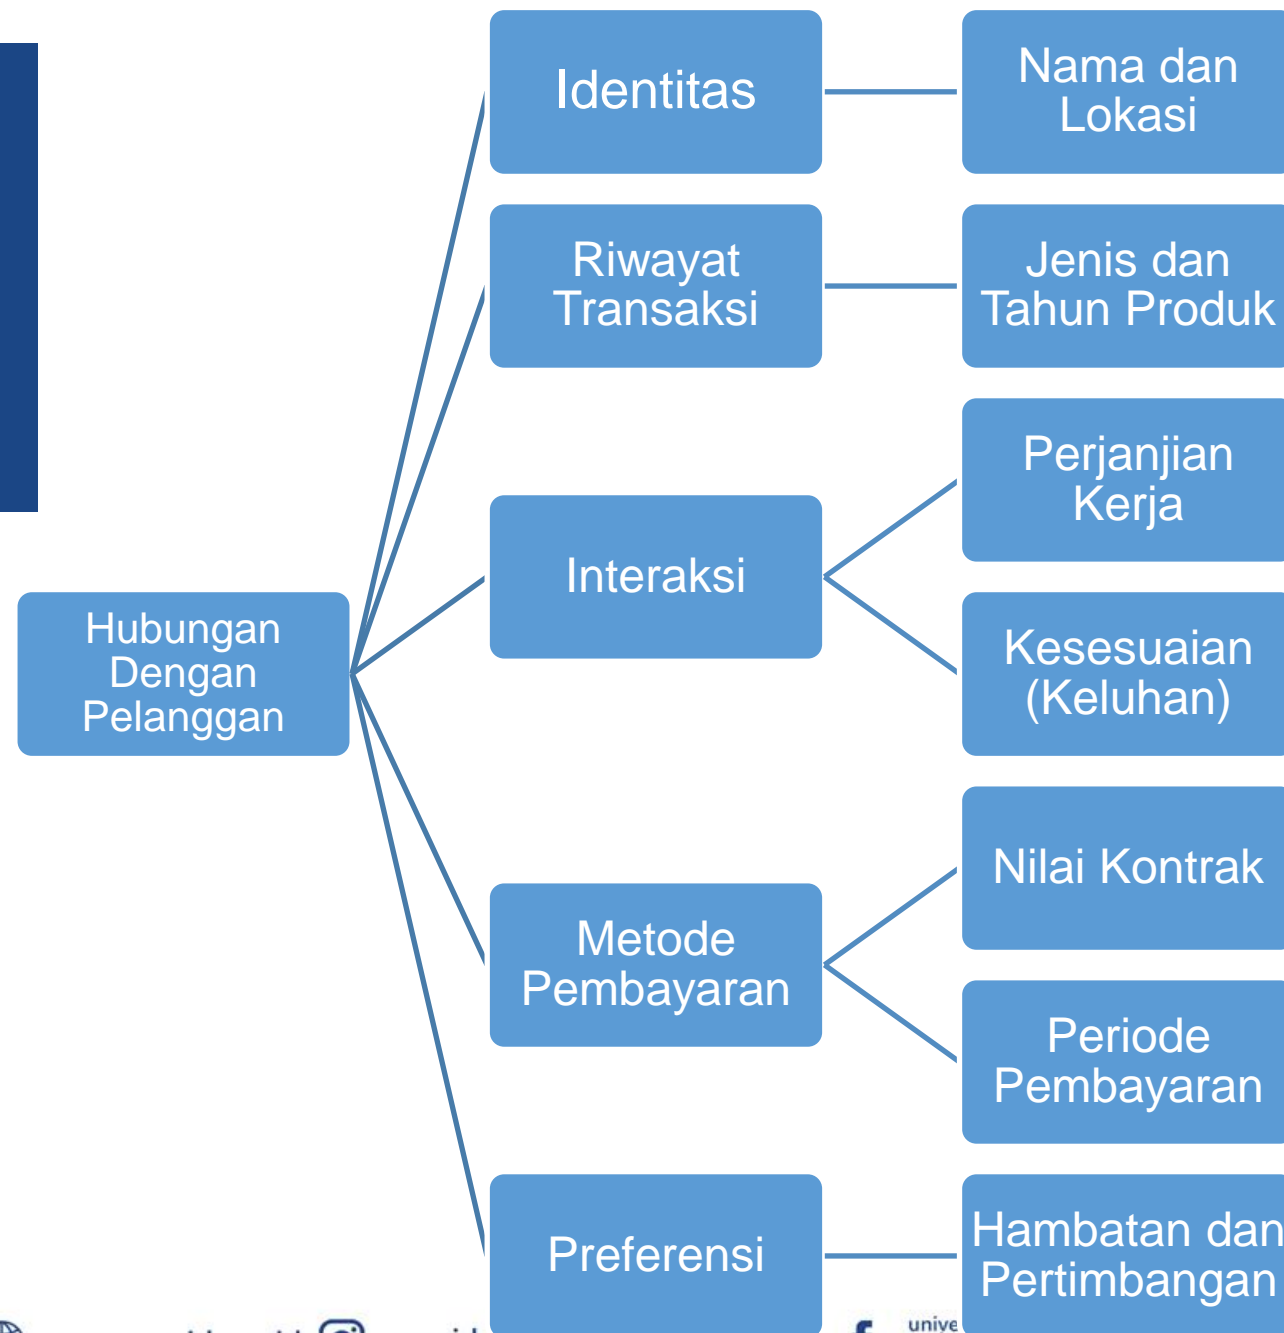 Identitas
Nama dan
Lokasi
Riwayat
Transaksi
Jenis dan
Tahun Produk
Perjanjian
Kerja
Interaksi
Hubungan
Dengan
Pelanggan
Kesesuaian
(Keluhan)
Nilai Kontrak
Metode
Pembayaran
Periode
Pembayaran
Preferensi
Hambatan dan
Pertimbangan